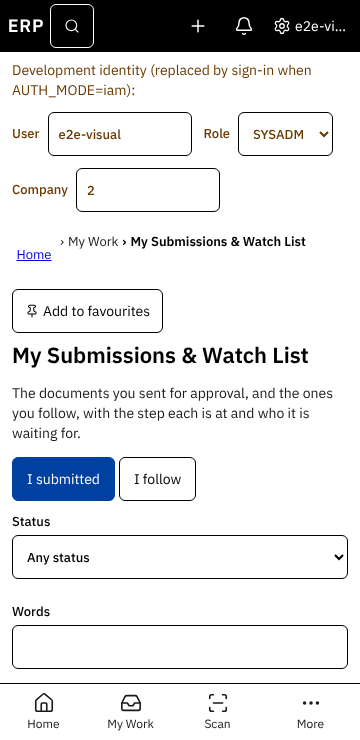 ERP
e2e-vi...
Development identity (replaced by sign-in when
AUTH_MODE=iam):
User
e2e-visual
Role
SYSADM
Company
2
Home › My Work › My Submissions & Watch List
Add to favourites
My Submissions & Watch List
The documents you sent for approval, and the ones
you follow, with the step each is at and who it is
waiting for.
I submitted
I follow
Status
Any status
Words
Home
My Work
Scan
More